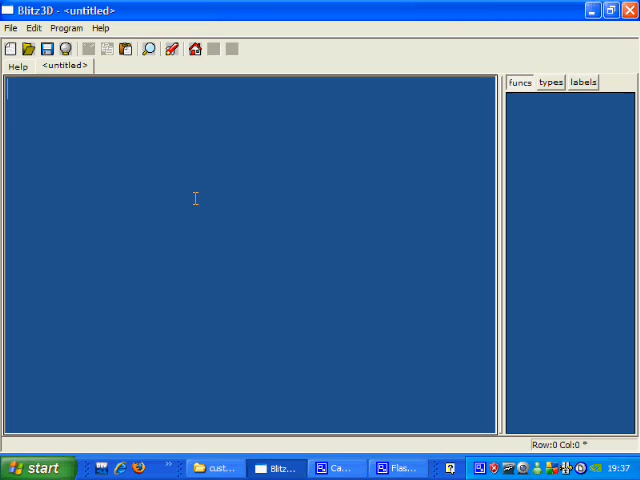 Blitz3D - <untitled>
File Edit Program Help
Help <untitled>
funcs types labels
Row:0 Col:0 *
start cust... Blitz... Ca... Flas... 19:37